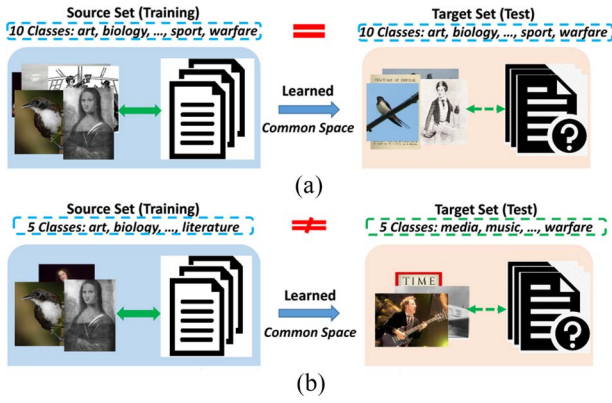 Source Set (Training)
Target Set (Test)
10 Classes: art, biology, ..., sport, warfare
=
10 Classes: art, biology, ..., sport, warfare
Learned
Common Space
?
(a)
Source Set (Training)
Target Set (Test)
5 Classes: art, biology, ..., literature
≠
5 Classes: media, music, ..., warfare
TIME
Learned
Common Space
?
(b)